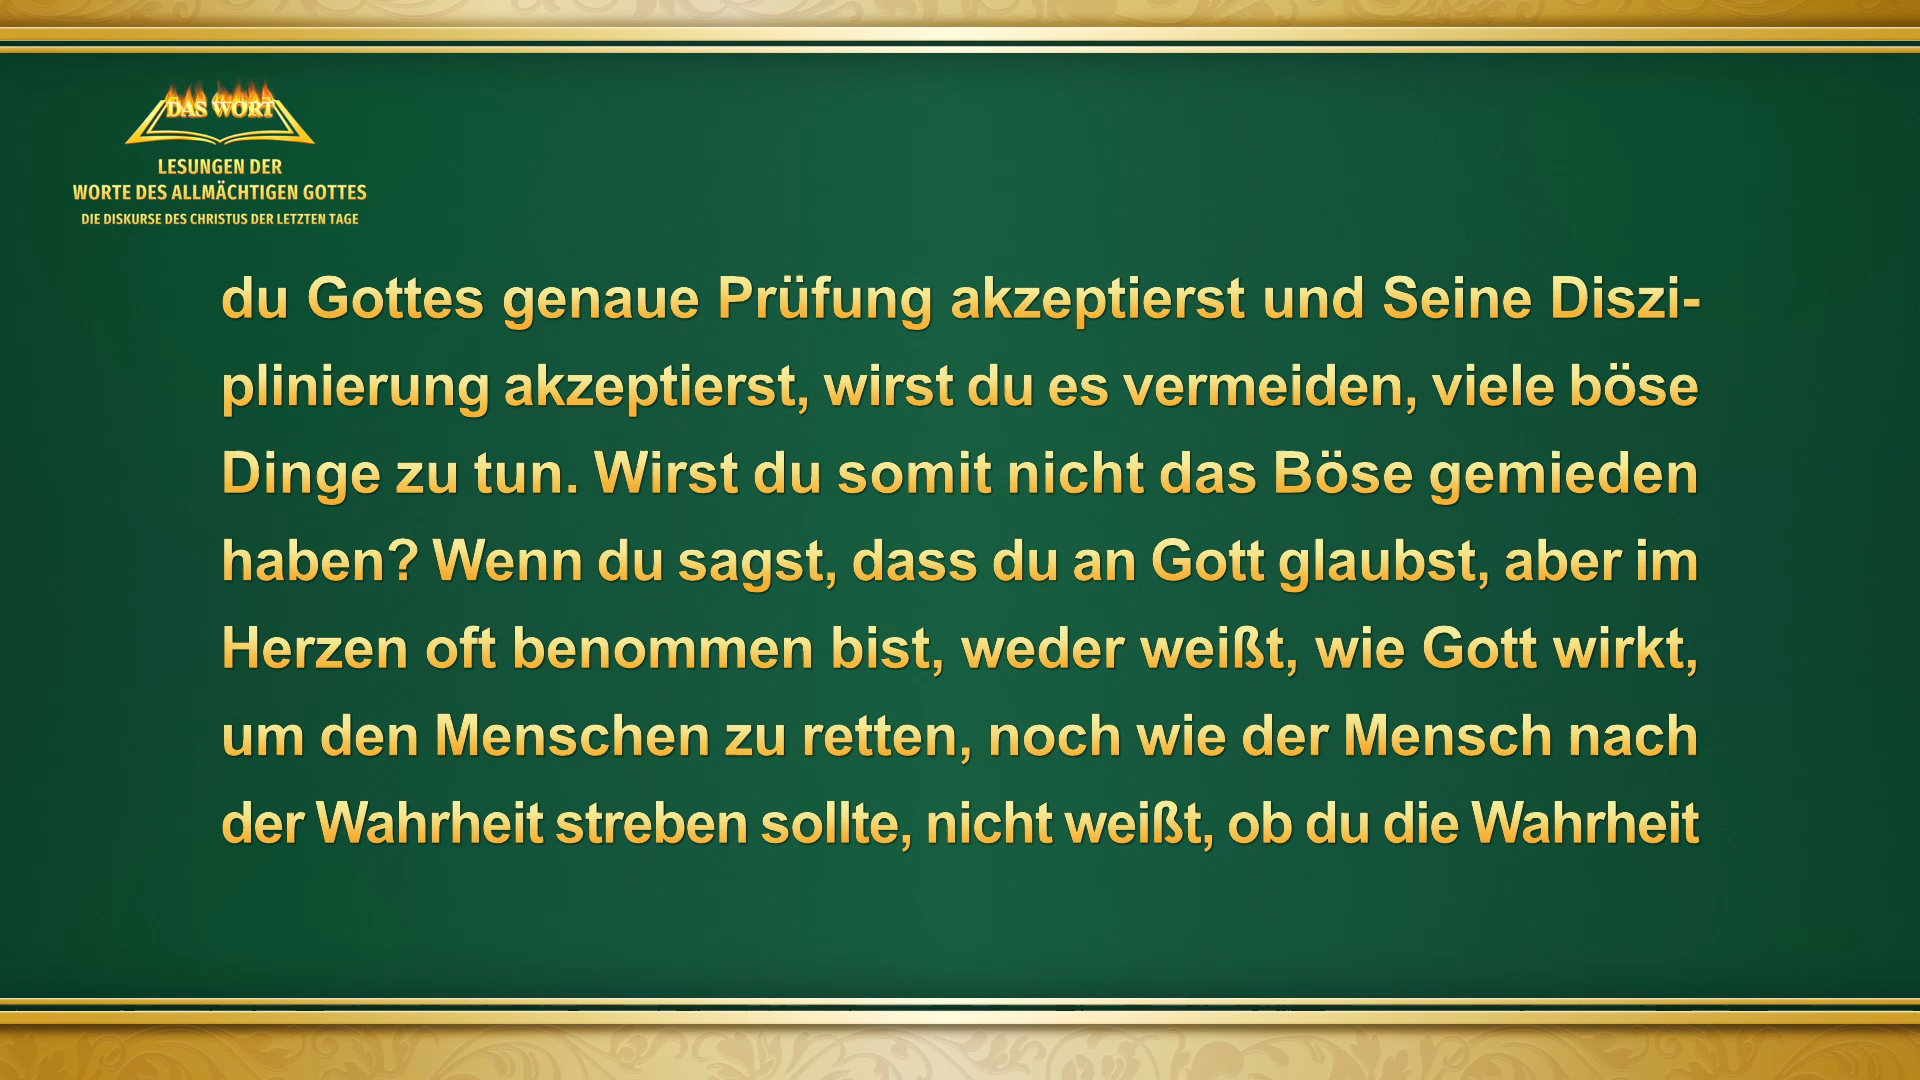 DAS WORT
LESUNGEN DER
WORTE DES ALLMÄCHTIGEN GOTTES
DIE DISKURSE DES CHRISTUS DER LETZTEN TAGE
du Gottes genaue Prüfung akzeptierst und Seine Diszi-
plinierung akzeptierst, wirst du es vermeiden, viele böse
Dinge zu tun. Wirst du somit nicht das Böse gemieden
haben? Wenn du sagst, dass du an Gott glaubst, aber im
Herzen oft benommen bist, weder weißt, wie Gott wirkt,
um den Menschen zu retten, noch wie der Mensch nach
der Wahrheit streben sollte, nicht weißt, ob du die Wahrheit